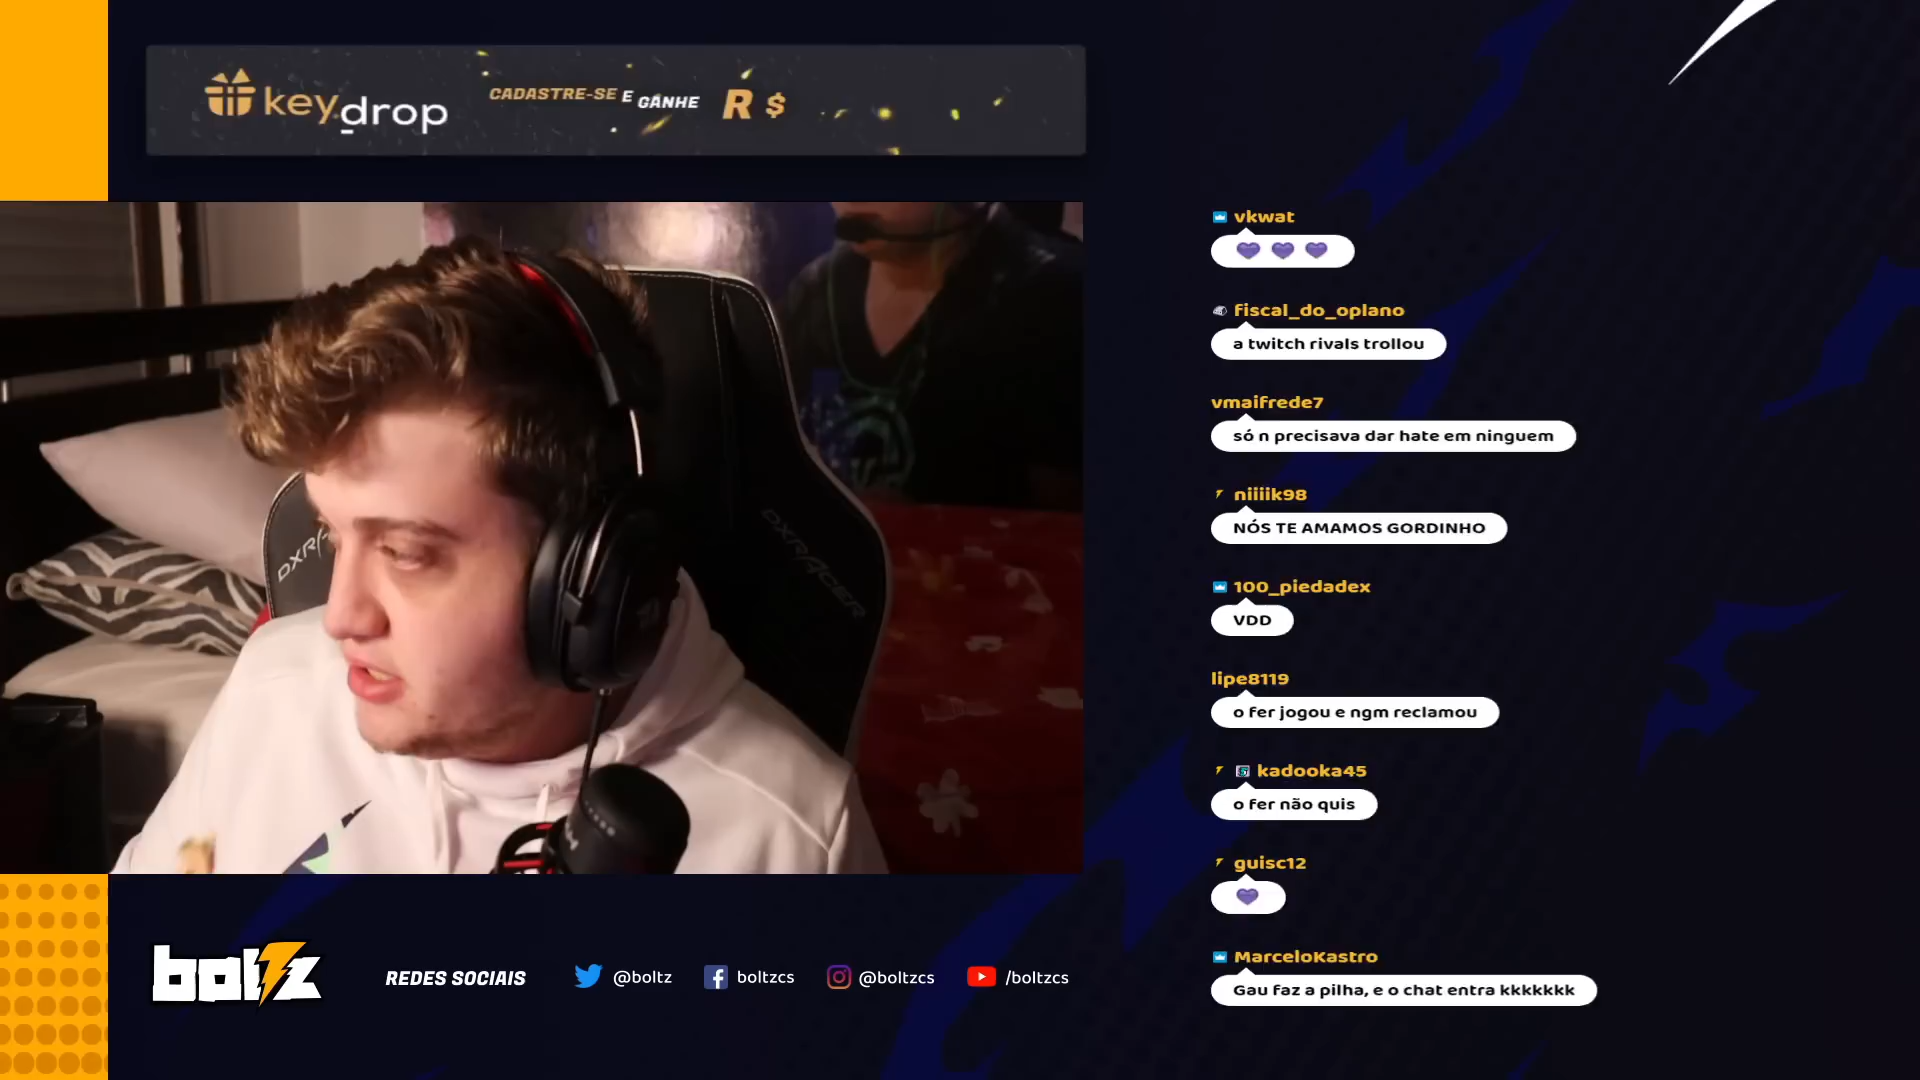 keydrop
CADASTRE-SE E GANHE R $
vkwat
💜 💜 💜
fiscal_do_oplano
a twitch rivals trollou
vmaifrede7
só n precisava dar hate em ninguem
niiiik98
NÓS TE AMAMOS GORDINHO
100_piedadex
VDD
lipe8119
o fer jogou e ngm reclamou
kadooka45
o fer não quis
guisc12
💜
MarceloKastro
Gau faz a pilha, e o chat entra kkkkkkk
DXRACER
boltz
REDES SOCIAIS
@boltz
boltzcs
@boltzcs
/boltzcs